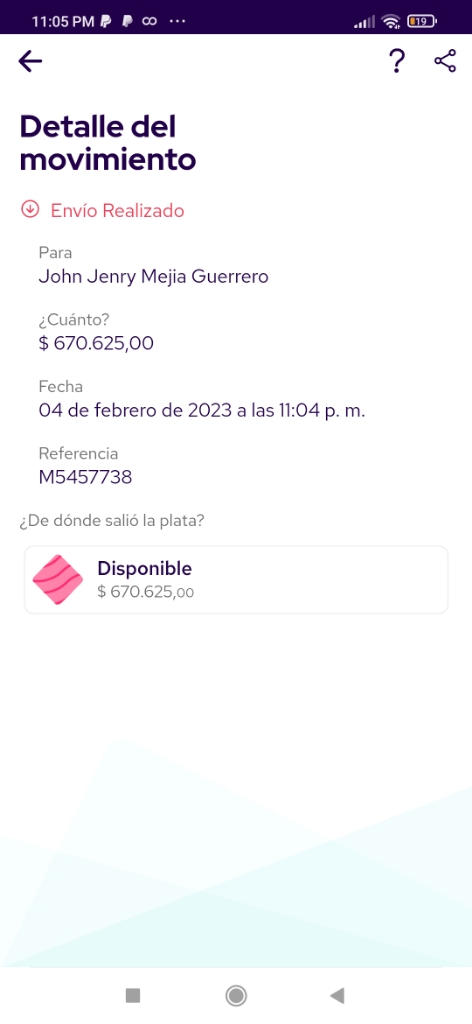 11:05 PM
19
Detalle del
movimiento
Envío Realizado
Para
John Jenry Mejia Guerrero
¿Cuánto?
$ 670.625,00
Fecha
04 de febrero de 2023 a las 11:04 p. m.
Referencia
M5457738
¿De dónde salió la plata?
Disponible
$ 670.625,00